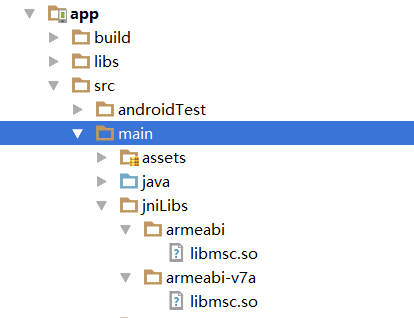 app
build
libs
src
androidTest
main
assets
java
jniLibs
armeabi
libmsc.so
armeabi-v7a
libmsc.so